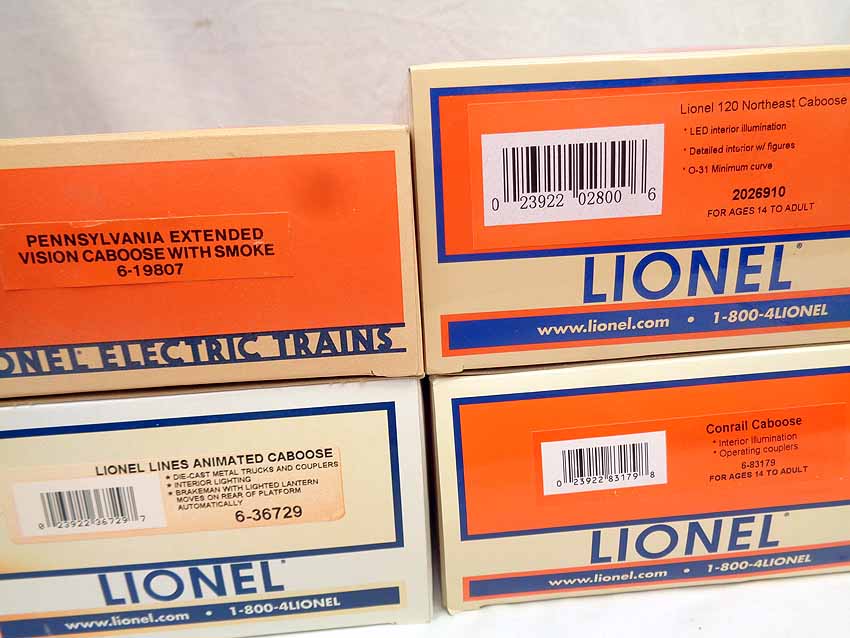 PENNSYLVANIA EXTENDED
VISION CABOOSE WITH SMOKE
6-19807
ONEL ELECTRIC TRAINS
Lionel 120 Northeast Caboose
* LED interior illumination
* Detailed interior w/ figures
* O-31 Minimum curve
2026910
FOR AGES 14 TO ADULT
0 23922 02800 6
LIONEL®
www.lionel.com • 1-800-4LIONEL
LIONEL LINES ANIMATED CABOOSE
• DIE-CAST METAL TRUCKS AND COUPLERS
• INTERIOR LIGHTING
• BRAKEMAN WITH LIGHTED LANTERN
MOVES ON REAR OF PLATFORM
AUTOMATICALLY
6-36729
0 23922 36729 7
LIONEL®
www.lionel.com • 1-800-4LIONEL
Conrail Caboose
* Interior illumination
* Operating couplers
6-83179
FOR AGES 14 TO ADULT
0 23922 83179 8
LIONEL®
www.lionel.com • 1-800-4LIONEL